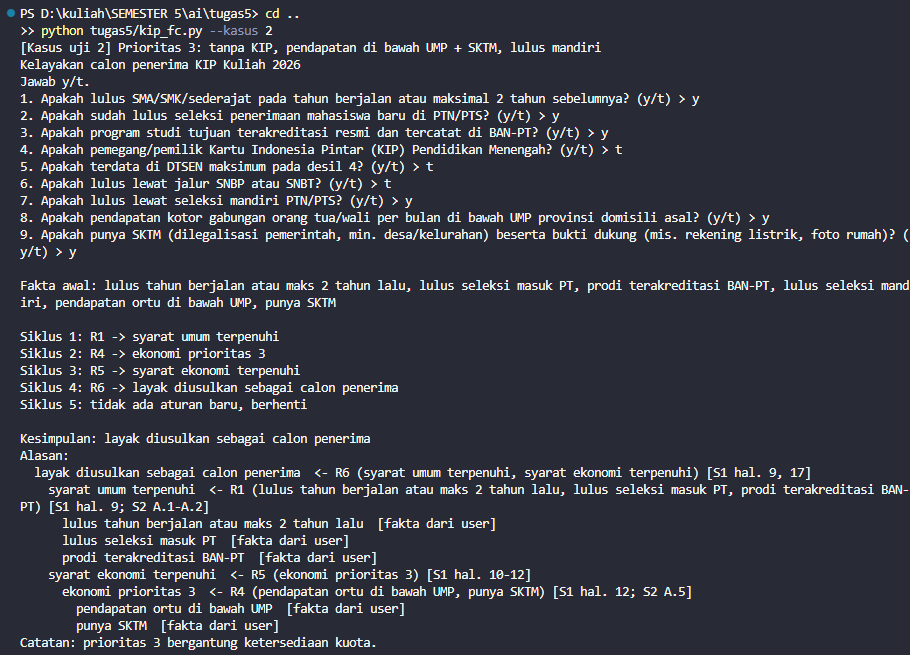 PS D:\kuliah\SEMESTER 5\ai\tugas5> cd ..
>> python tugas5/kip_fc.py --kasus 2
[Kasus uji 2] Prioritas 3: tanpa KIP, pendapatan di bawah UMP + SKTM, lulus mandiri
Kelayakan calon penerima KIP Kuliah 2026
Jawab y/t.
1. Apakah lulus SMA/SMK/sederajat pada tahun berjalan atau maksimal 2 tahun sebelumnya? (y/t) > y
2. Apakah sudah lulus seleksi penerimaan mahasiswa baru di PTN/PTS? (y/t) > y
3. Apakah program studi tujuan terakreditasi resmi dan tercatat di BAN-PT? (y/t) > y
4. Apakah pemegang/pemilik Kartu Indonesia Pintar (KIP) Pendidikan Menengah? (y/t) > t
5. Apakah terdata di DTSEN maksimum pada desil 4? (y/t) > t
6. Apakah lulus lewat jalur SNBP atau SNBT? (y/t) > t
7. Apakah lulus lewat seleksi mandiri PTN/PTS? (y/t) > y
8. Apakah pendapatan kotor gabungan orang tua/wali per bulan di bawah UMP provinsi domisili asal? (y/t) > y
9. Apakah punya SKTM (dilegalisasi pemerintah, min. desa/kelurahan) beserta bukti dukung (mis. rekening listrik, foto rumah)? (
y/t) > y
Fakta awal: lulus tahun berjalan atau maks 2 tahun lalu, lulus seleksi masuk PT, prodi terakreditasi BAN-PT, lulus seleksi mand
iri, pendapatan ortu di bawah UMP, punya SKTM
Siklus 1: R1 -> syarat umum terpenuhi
Siklus 2: R4 -> ekonomi prioritas 3
Siklus 3: R5 -> syarat ekonomi terpenuhi
Siklus 4: R6 -> layak diusulkan sebagai calon penerima
Siklus 5: tidak ada aturan baru, berhenti
Kesimpulan: layak diusulkan sebagai calon penerima
Alasan:
layak diusulkan sebagai calon penerima <- R6 (syarat umum terpenuhi, syarat ekonomi terpenuhi) [S1 hal. 9, 17]
syarat umum terpenuhi <- R1 (lulus tahun berjalan atau maks 2 tahun lalu, lulus seleksi masuk PT, prodi terakreditasi BAN-
PT) [S1 hal. 9; S2 A.1-A.2]
lulus tahun berjalan atau maks 2 tahun lalu [fakta dari user]
lulus seleksi masuk PT [fakta dari user]
prodi terakreditasi BAN-PT [fakta dari user]
syarat ekonomi terpenuhi <- R5 (ekonomi prioritas 3) [S1 hal. 10-12]
ekonomi prioritas 3 <- R4 (pendapatan ortu di bawah UMP, punya SKTM) [S1 hal. 12; S2 A.5]
pendapatan ortu di bawah UMP [fakta dari user]
punya SKTM [fakta dari user]
Catatan: prioritas 3 bergantung ketersediaan kuota.